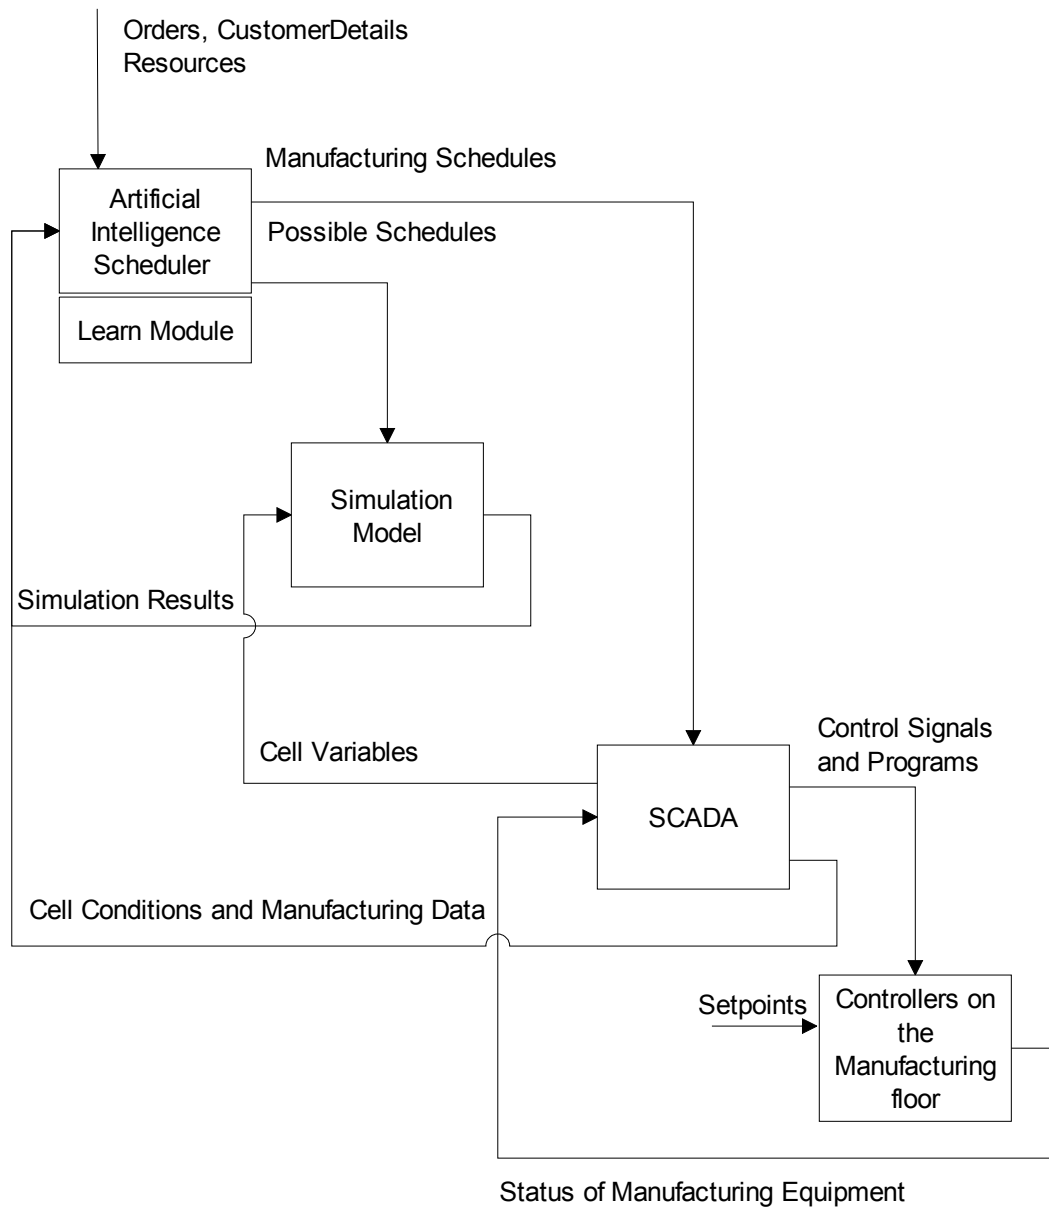 Orders, CustomerDetails
Resources
Manufacturing Schedules
Artificial
Intelligence
Scheduler
Possible Schedules
Learn Module
Simulation
Model
Simulation Results
Control Signals
and Programs
Cell Variables
SCADA
Cell Conditions and Manufacturing Data
Setpoints
Controllers on
the
Manufacturing
floor
Status of Manufacturing Equipment